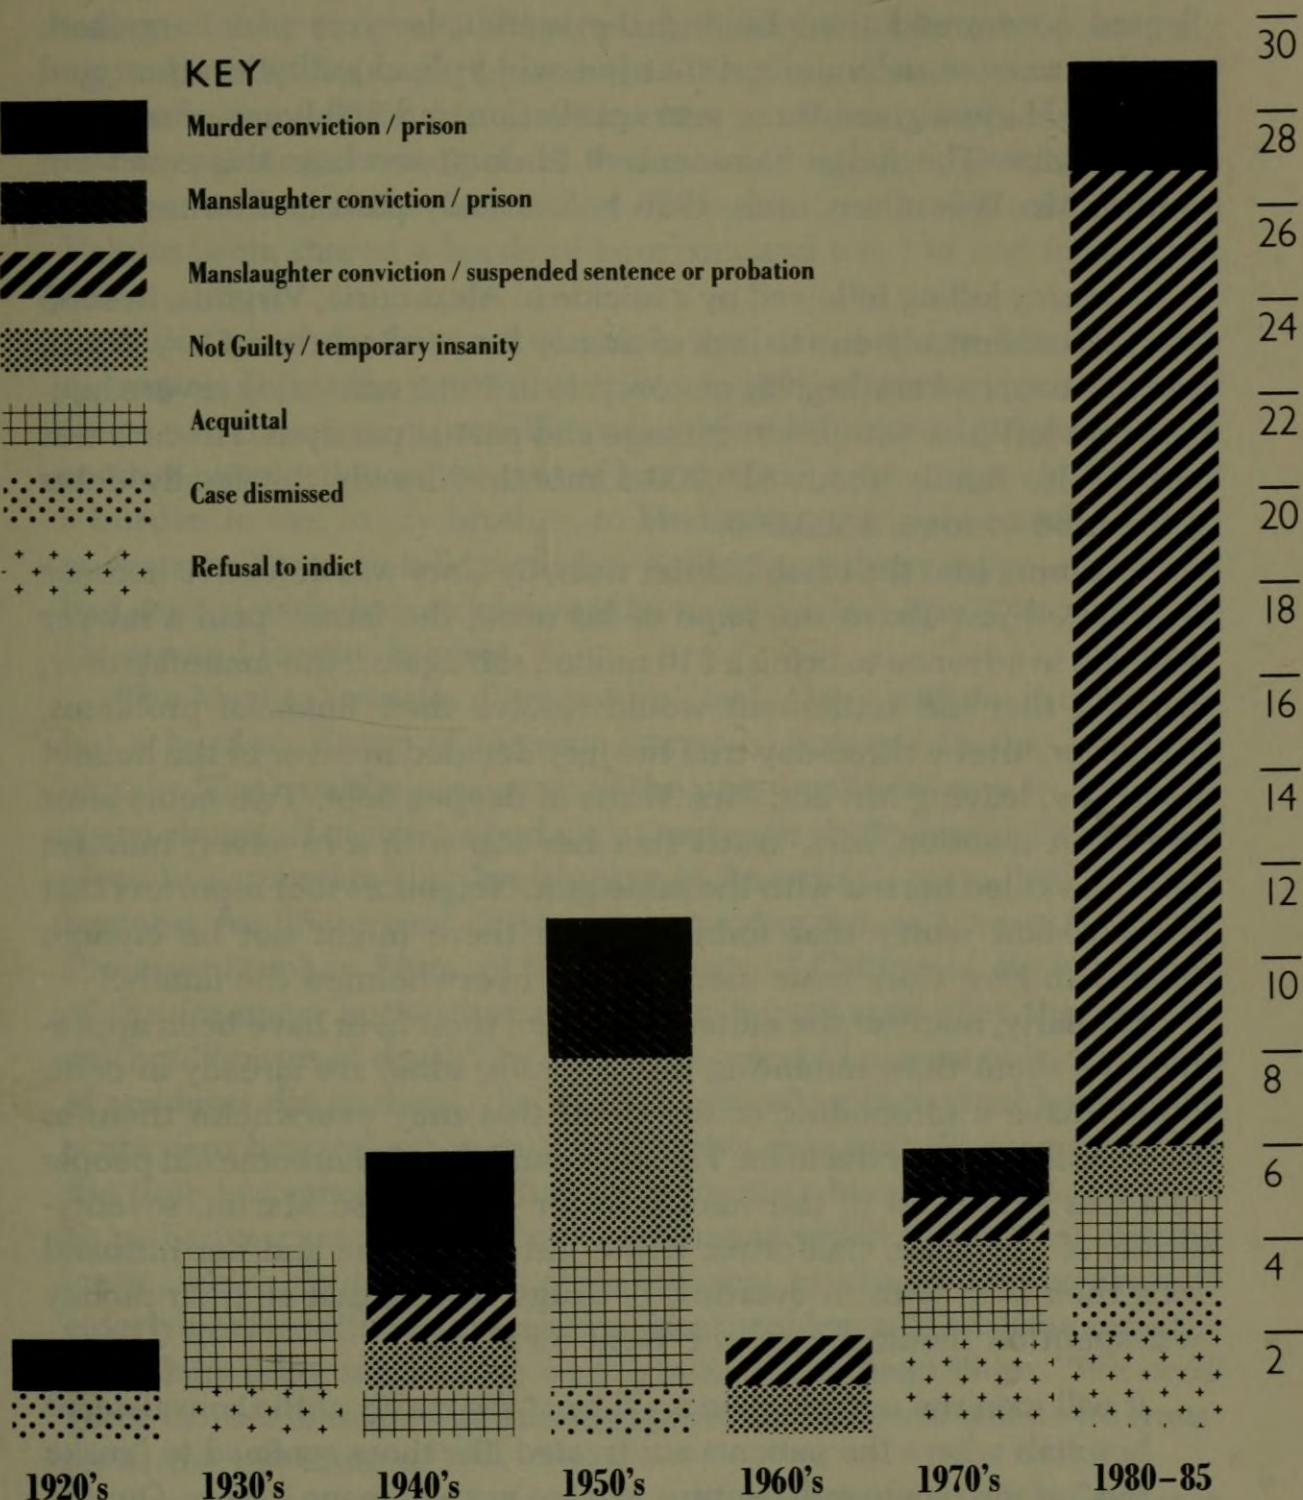 KEY
Murder conviction / prison
Manslaughter conviction / prison
Manslaughter conviction / suspended sentence or probation
Not Guilty / temporary insanity
Acquittal
Case dismissed
Refusal to indict
30
28
26
24
22
20
18
16
14
12
10
8
6
4
2
1920's 1930's 1940's 1950's 1960's 1970's 1980-85